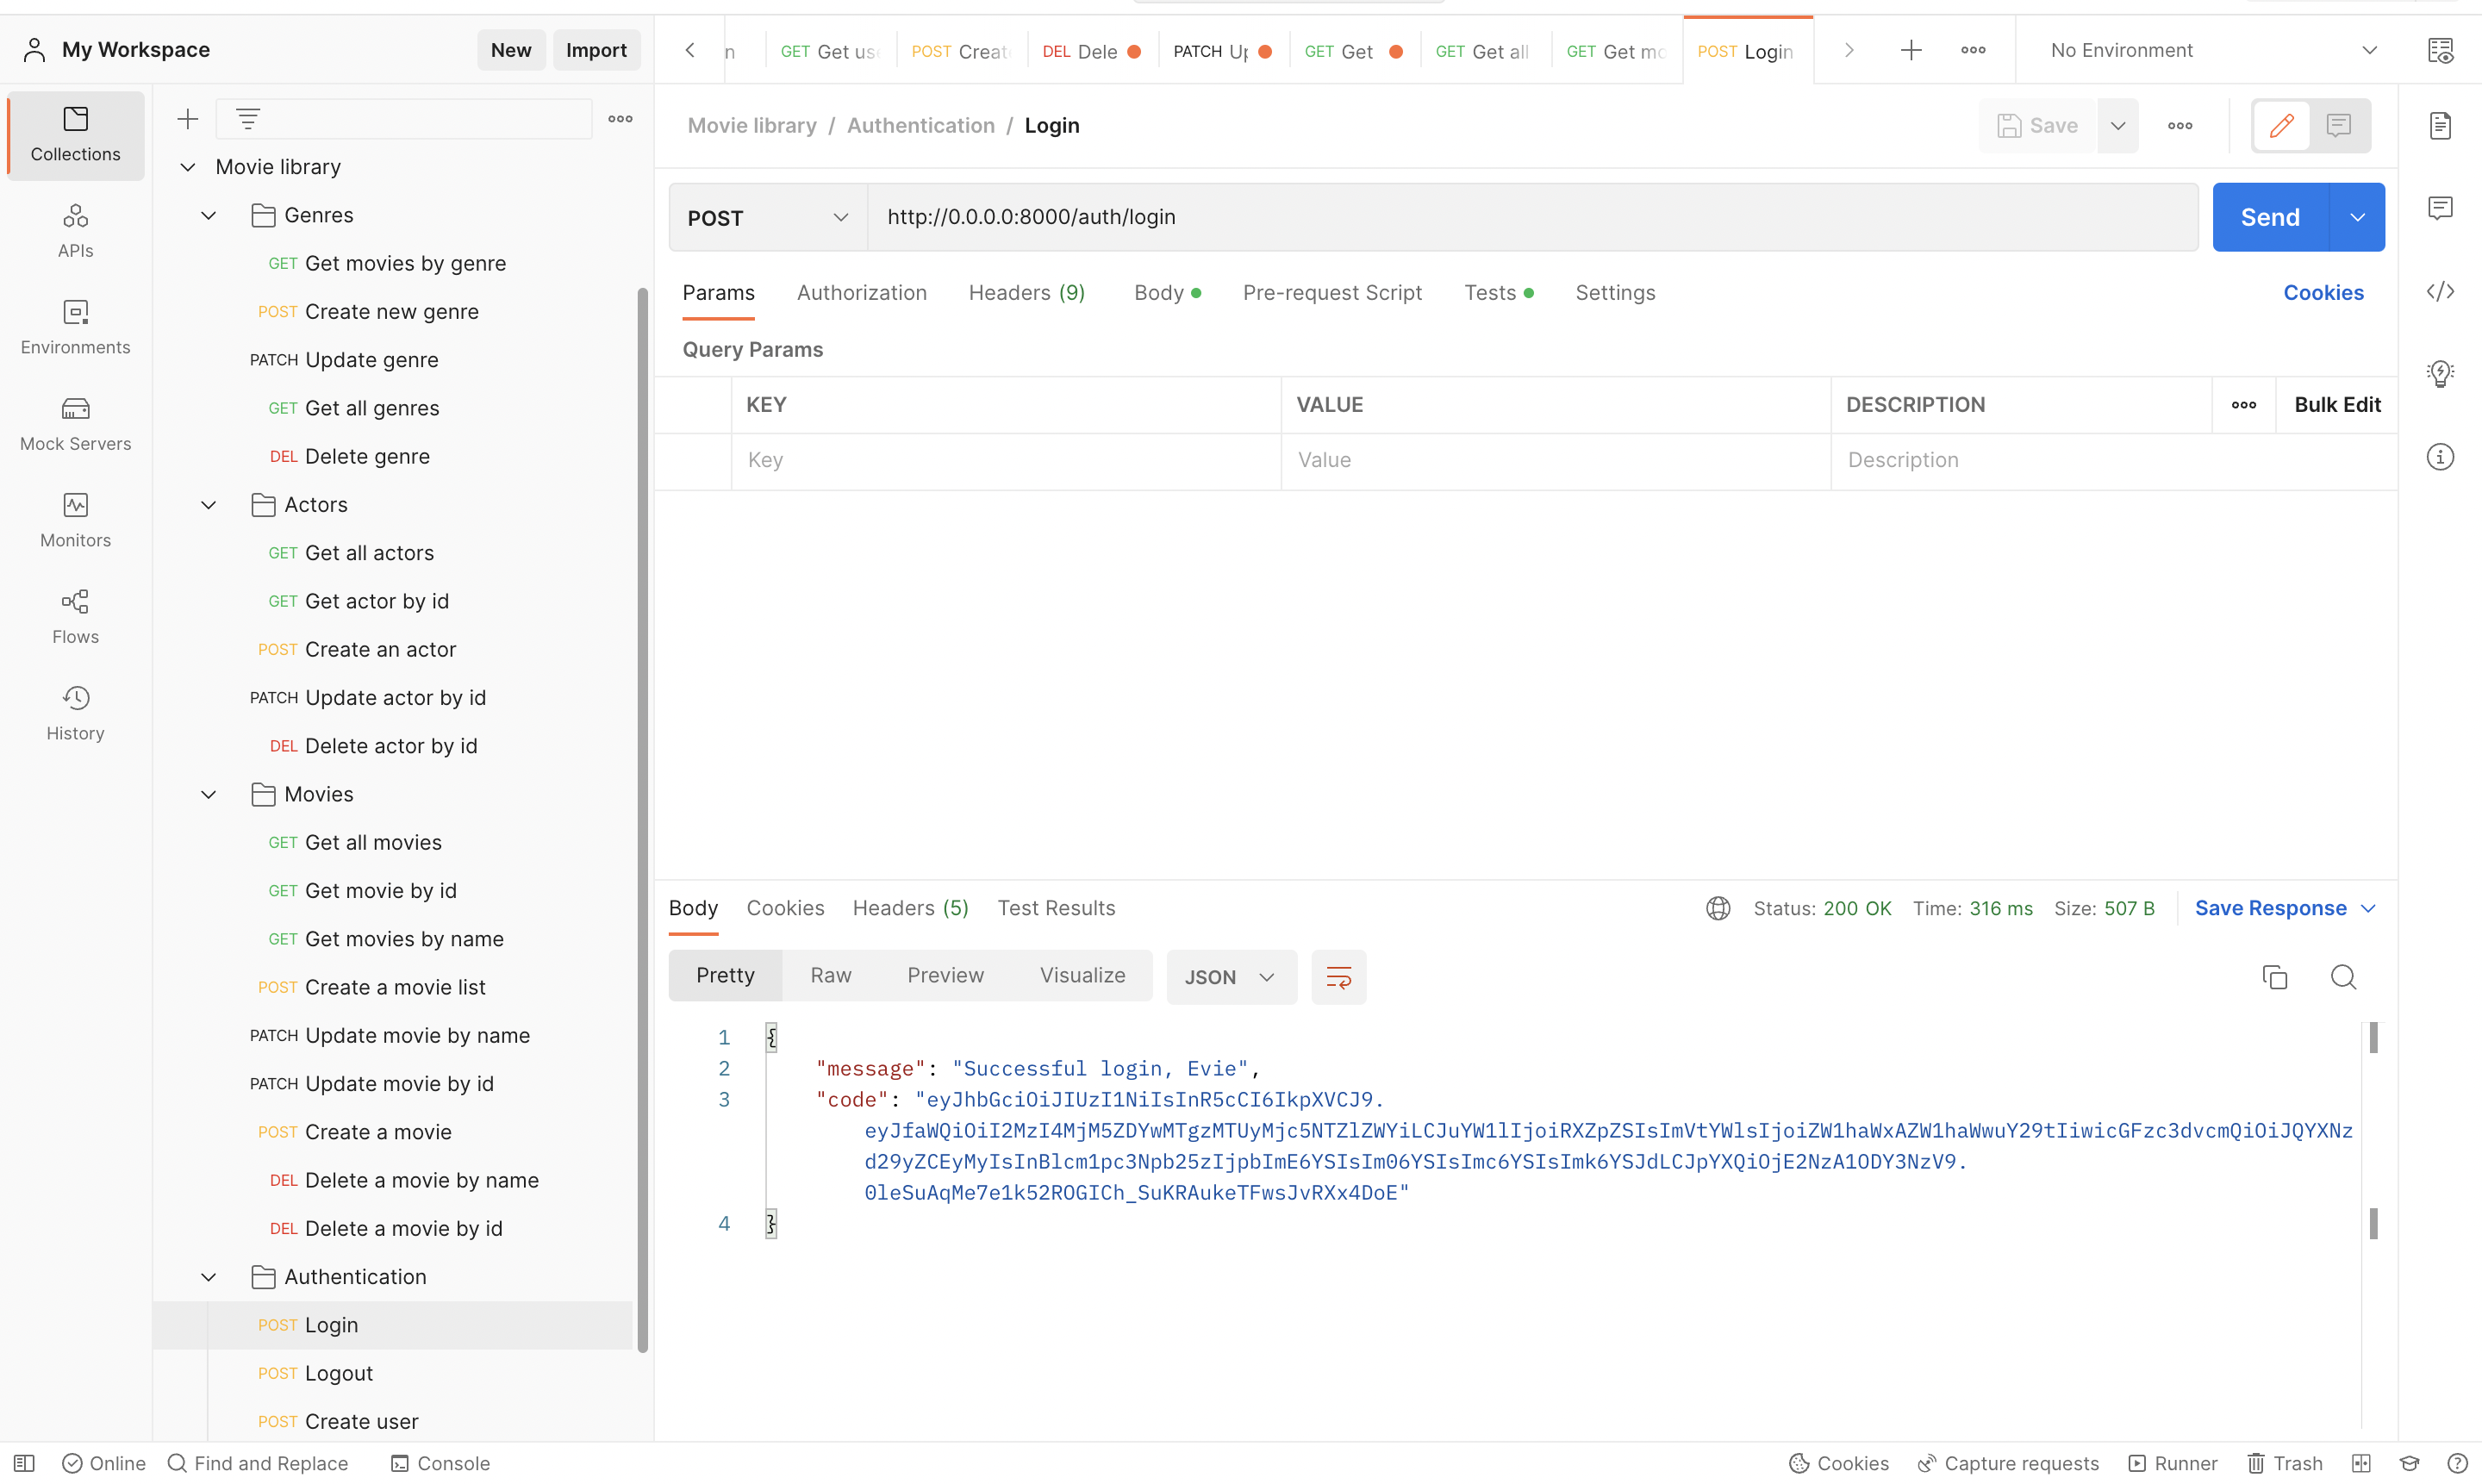 My Workspace
New
Import
Collections
APIs
Environments
Mock Servers
Monitors
Flows
History
Movie library
Genres
GET Get movies by genre
POST Create new genre
PATCH Update genre
GET Get all genres
DEL Delete genre
Actors
GET Get all actors
GET Get actor by id
POST Create an actor
PATCH Update actor by id
DEL Delete actor by id
Movies
GET Get all movies
GET Get movie by id
GET Get movies by name
POST Create a movie list
PATCH Update movie by name
PATCH Update movie by id
POST Create a movie
DEL Delete a movie by name
DEL Delete a movie by id
Authentication
POST Login
POST Logout
POST Create user
n GET Get us POST Creat DEL Dele PATCH Up GET Get GET Get all GET Get mo POST Login
No Environment
Movie library / Authentication / Login
Save
POST http://0.0.0.0:8000/auth/login Send
Params Authorization Headers (9) Body Pre-request Script Tests Settings Cookies
Query Params
KEY VALUE DESCRIPTION Bulk Edit
Key Value Description
Body Cookies Headers (5) Test Results Status: 200 OK Time: 316 ms Size: 507 B Save Response
Pretty Raw Preview Visualize JSON
1 {
2 "message": "Successful login, Evie",
3 "code": "eyJhbGciOiJIUzI1NiIsInR5cCI6IkpXVCJ9.
eyJfaWQiOiI2MzI4MjM5ZDYwMTgzMTUyMjc5NTZlZWYiLCJuYW1lIjoiRXZpZSIsImVtYWlsIjoiZW1haWxAZW1haWwuY29tIiwicGFzc3dvcmQiOiJQYXNz
d29yZCEyMyIsInBlcm1pc3Npb25zIjpbImE6YSIsIm06YSIsImc6YSIsImk6YSJdLCJpYXQiOjE2NzA1ODY3NzV9.
0leSuAqMe7e1k52ROGICh_SuKRAukeTFwsJvRXx4DoE"
4 }
Online Find and Replace Console Cookies Capture requests Runner Trash